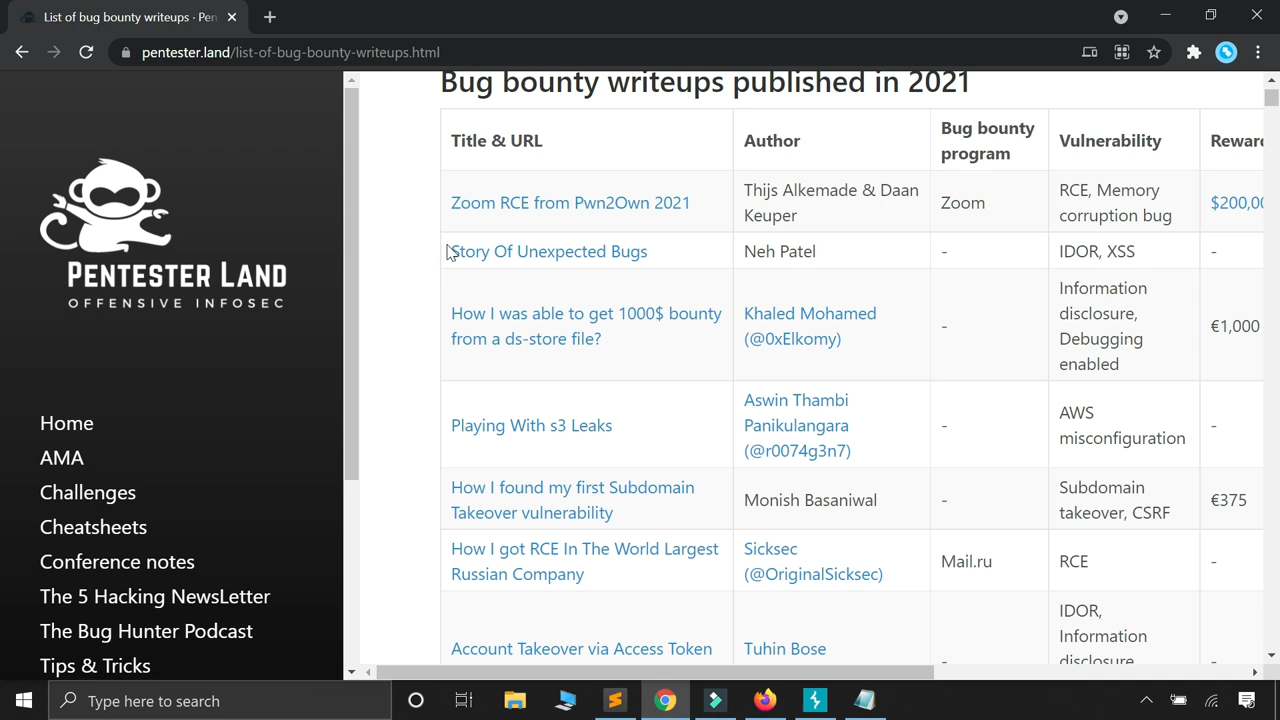 List of bug bounty writeups · Pen
pentester.land/list-of-bug-bounty-writeups.html
PENTESTER LAND
OFFENSIVE INFOSEC
Home
AMA
Challenges
Cheatsheets
Conference notes
The 5 Hacking NewsLetter
The Bug Hunter Podcast
Tips & Tricks
Bug bounty writeups published in 2021
Title & URL
Author
Bug bounty
program
Vulnerability
Reward
Zoom RCE from Pwn2Own 2021
Thijs Alkemade & Daan
Keuper
Zoom
RCE, Memory
corruption bug
$200,00
Story Of Unexpected Bugs
Neh Patel
-
IDOR, XSS
-
How I was able to get 1000$ bounty
from a ds-store file?
Khaled Mohamed
(@0xElkomy)
-
Information
disclosure,
Debugging
enabled
€1,000
Playing With s3 Leaks
Aswin Thambi
Panikulangara
(@r0074g3n7)
-
AWS
misconfiguration
-
How I found my first Subdomain
Takeover vulnerability
Monish Basaniwal
-
Subdomain
takeover, CSRF
€375
How I got RCE In The World Largest
Russian Company
Sicksec
(@OriginalSicksec)
Mail.ru
RCE
-
Account Takeover via Access Token
Tuhin Bose
-
IDOR,
Information
disclosure
-
Type here to search